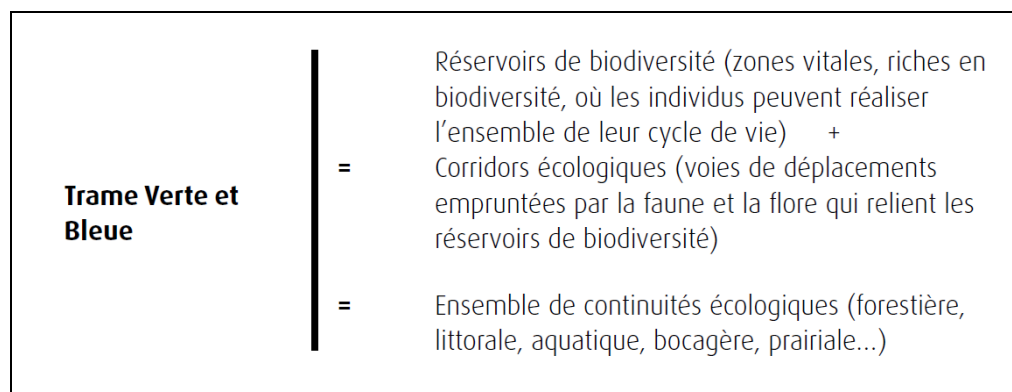 Trame Verte et
Bleue
=
Réservoirs de biodiversité (zones vitales, riches en
biodiversité, où les individus peuvent réaliser
l'ensemble de leur cycle de vie) +
Corridors écologiques (voies de déplacements
empruntées par la faune et la flore qui relient les
réservoirs de biodiversité)
=
Ensemble de continuités écologiques (forestière,
littorale, aquatique, bocagère, prairiale...)